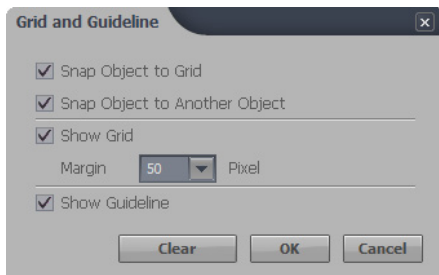 Grid and Guideline
Snap Object to Grid
Snap Object to Another Object
Show Grid
Margin 50 Pixel
Show Guideline
Clear OK Cancel